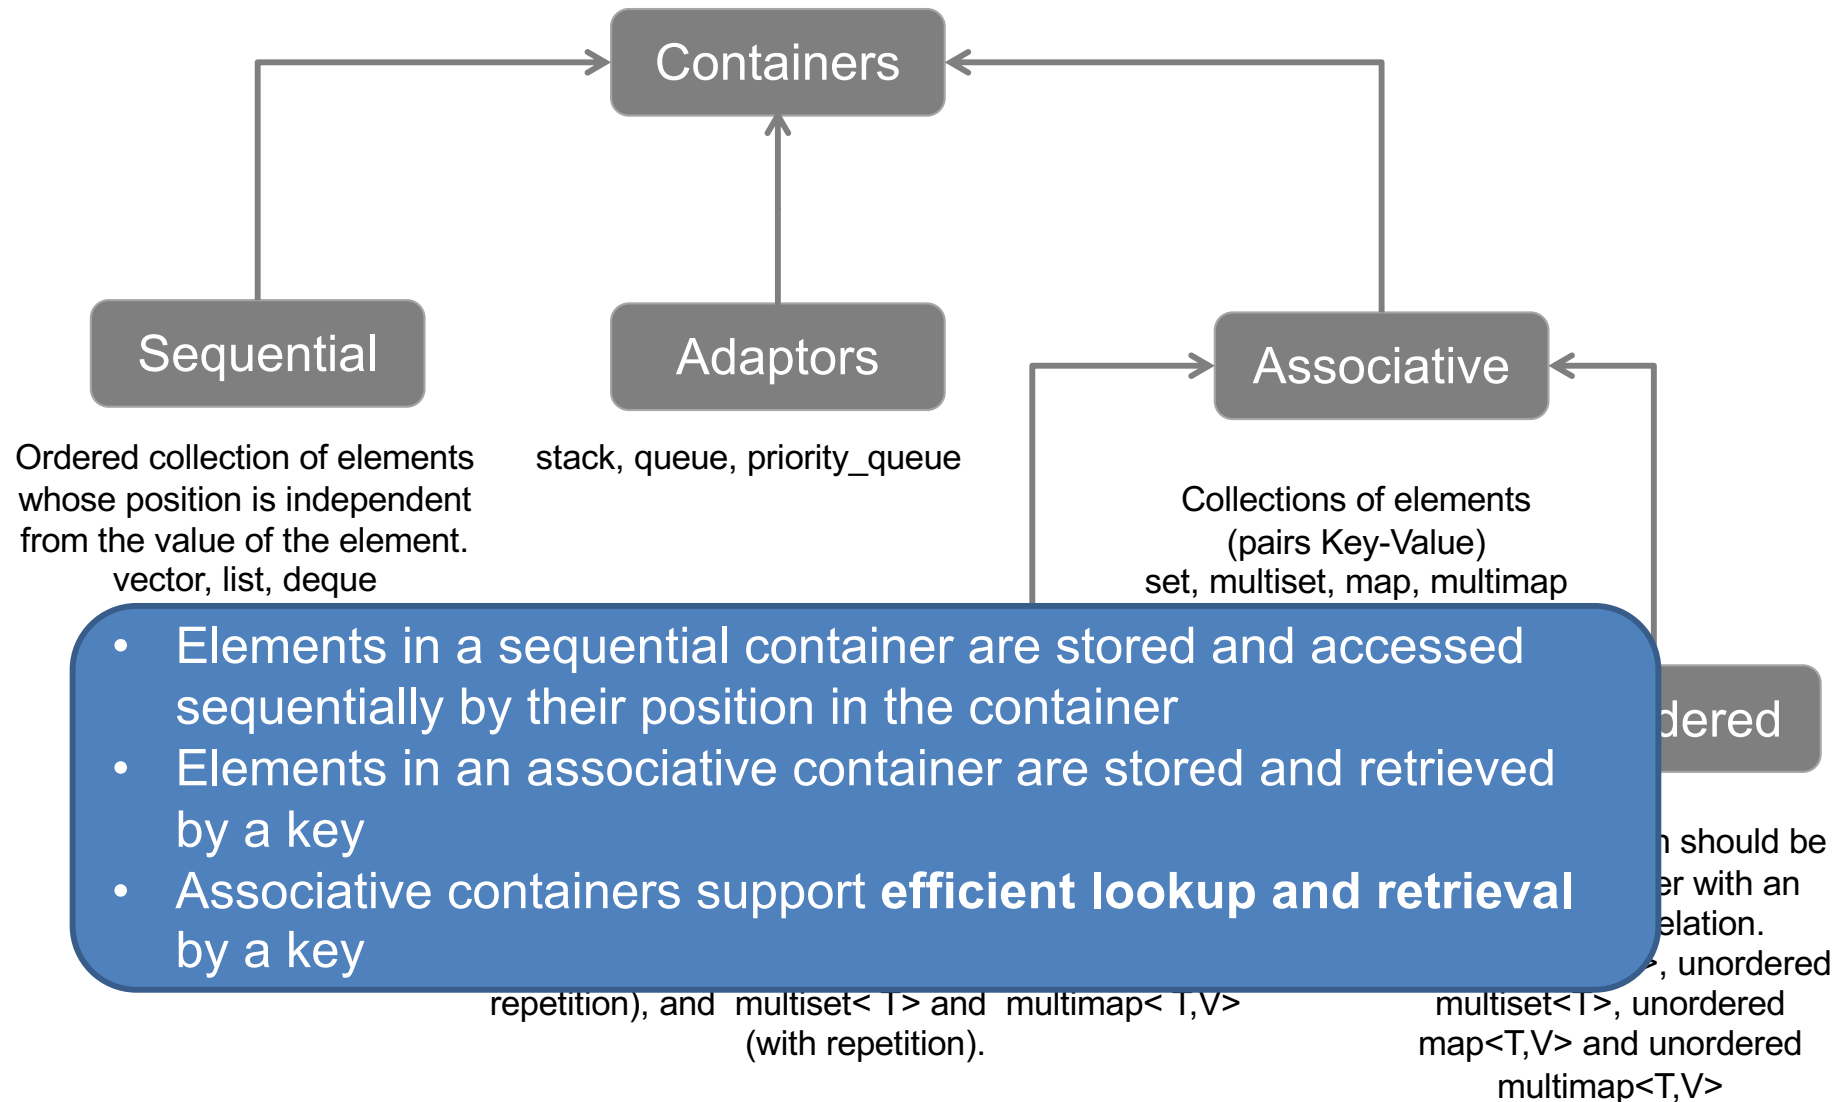 Containers
Sequential
Adaptors
Associative
Ordered collection of elements
whose position is independent
from the value of the element.
vector, list, deque
stack, queue, priority_queue
Collections of elements
(pairs Key-Value)
set, multiset, map, multimap
• Elements in a sequential container are stored and accessed
sequentially by their position in the container
• Elements in an associative container are stored and retrieved
by a key
• Associative containers support efficient lookup and retrieval
by a key
repetition), and multiset< T> and multimap< T,V>
(with repetition).
dered
should be
with an
elation.
>, unordered
multiset<T>, unordered
map<T,V> and unordered
multimap<T,V>